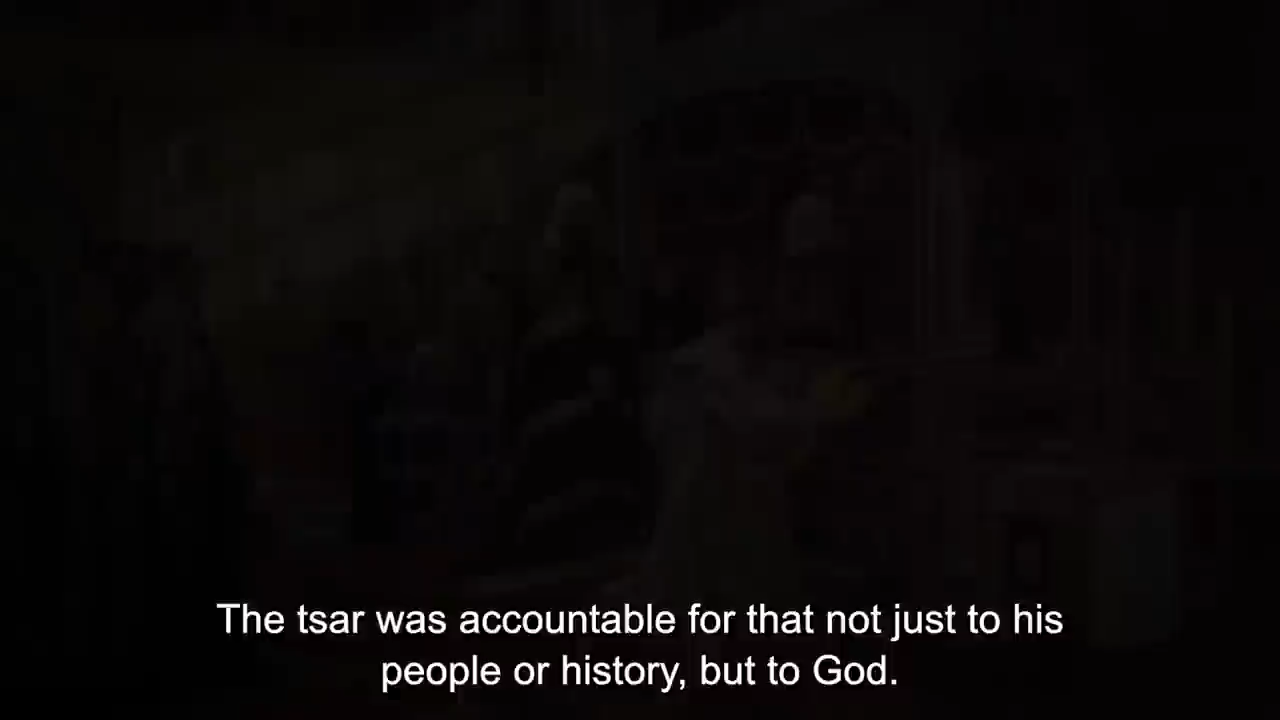 The tsar was accountable for that not just to his
people or history, but to God.